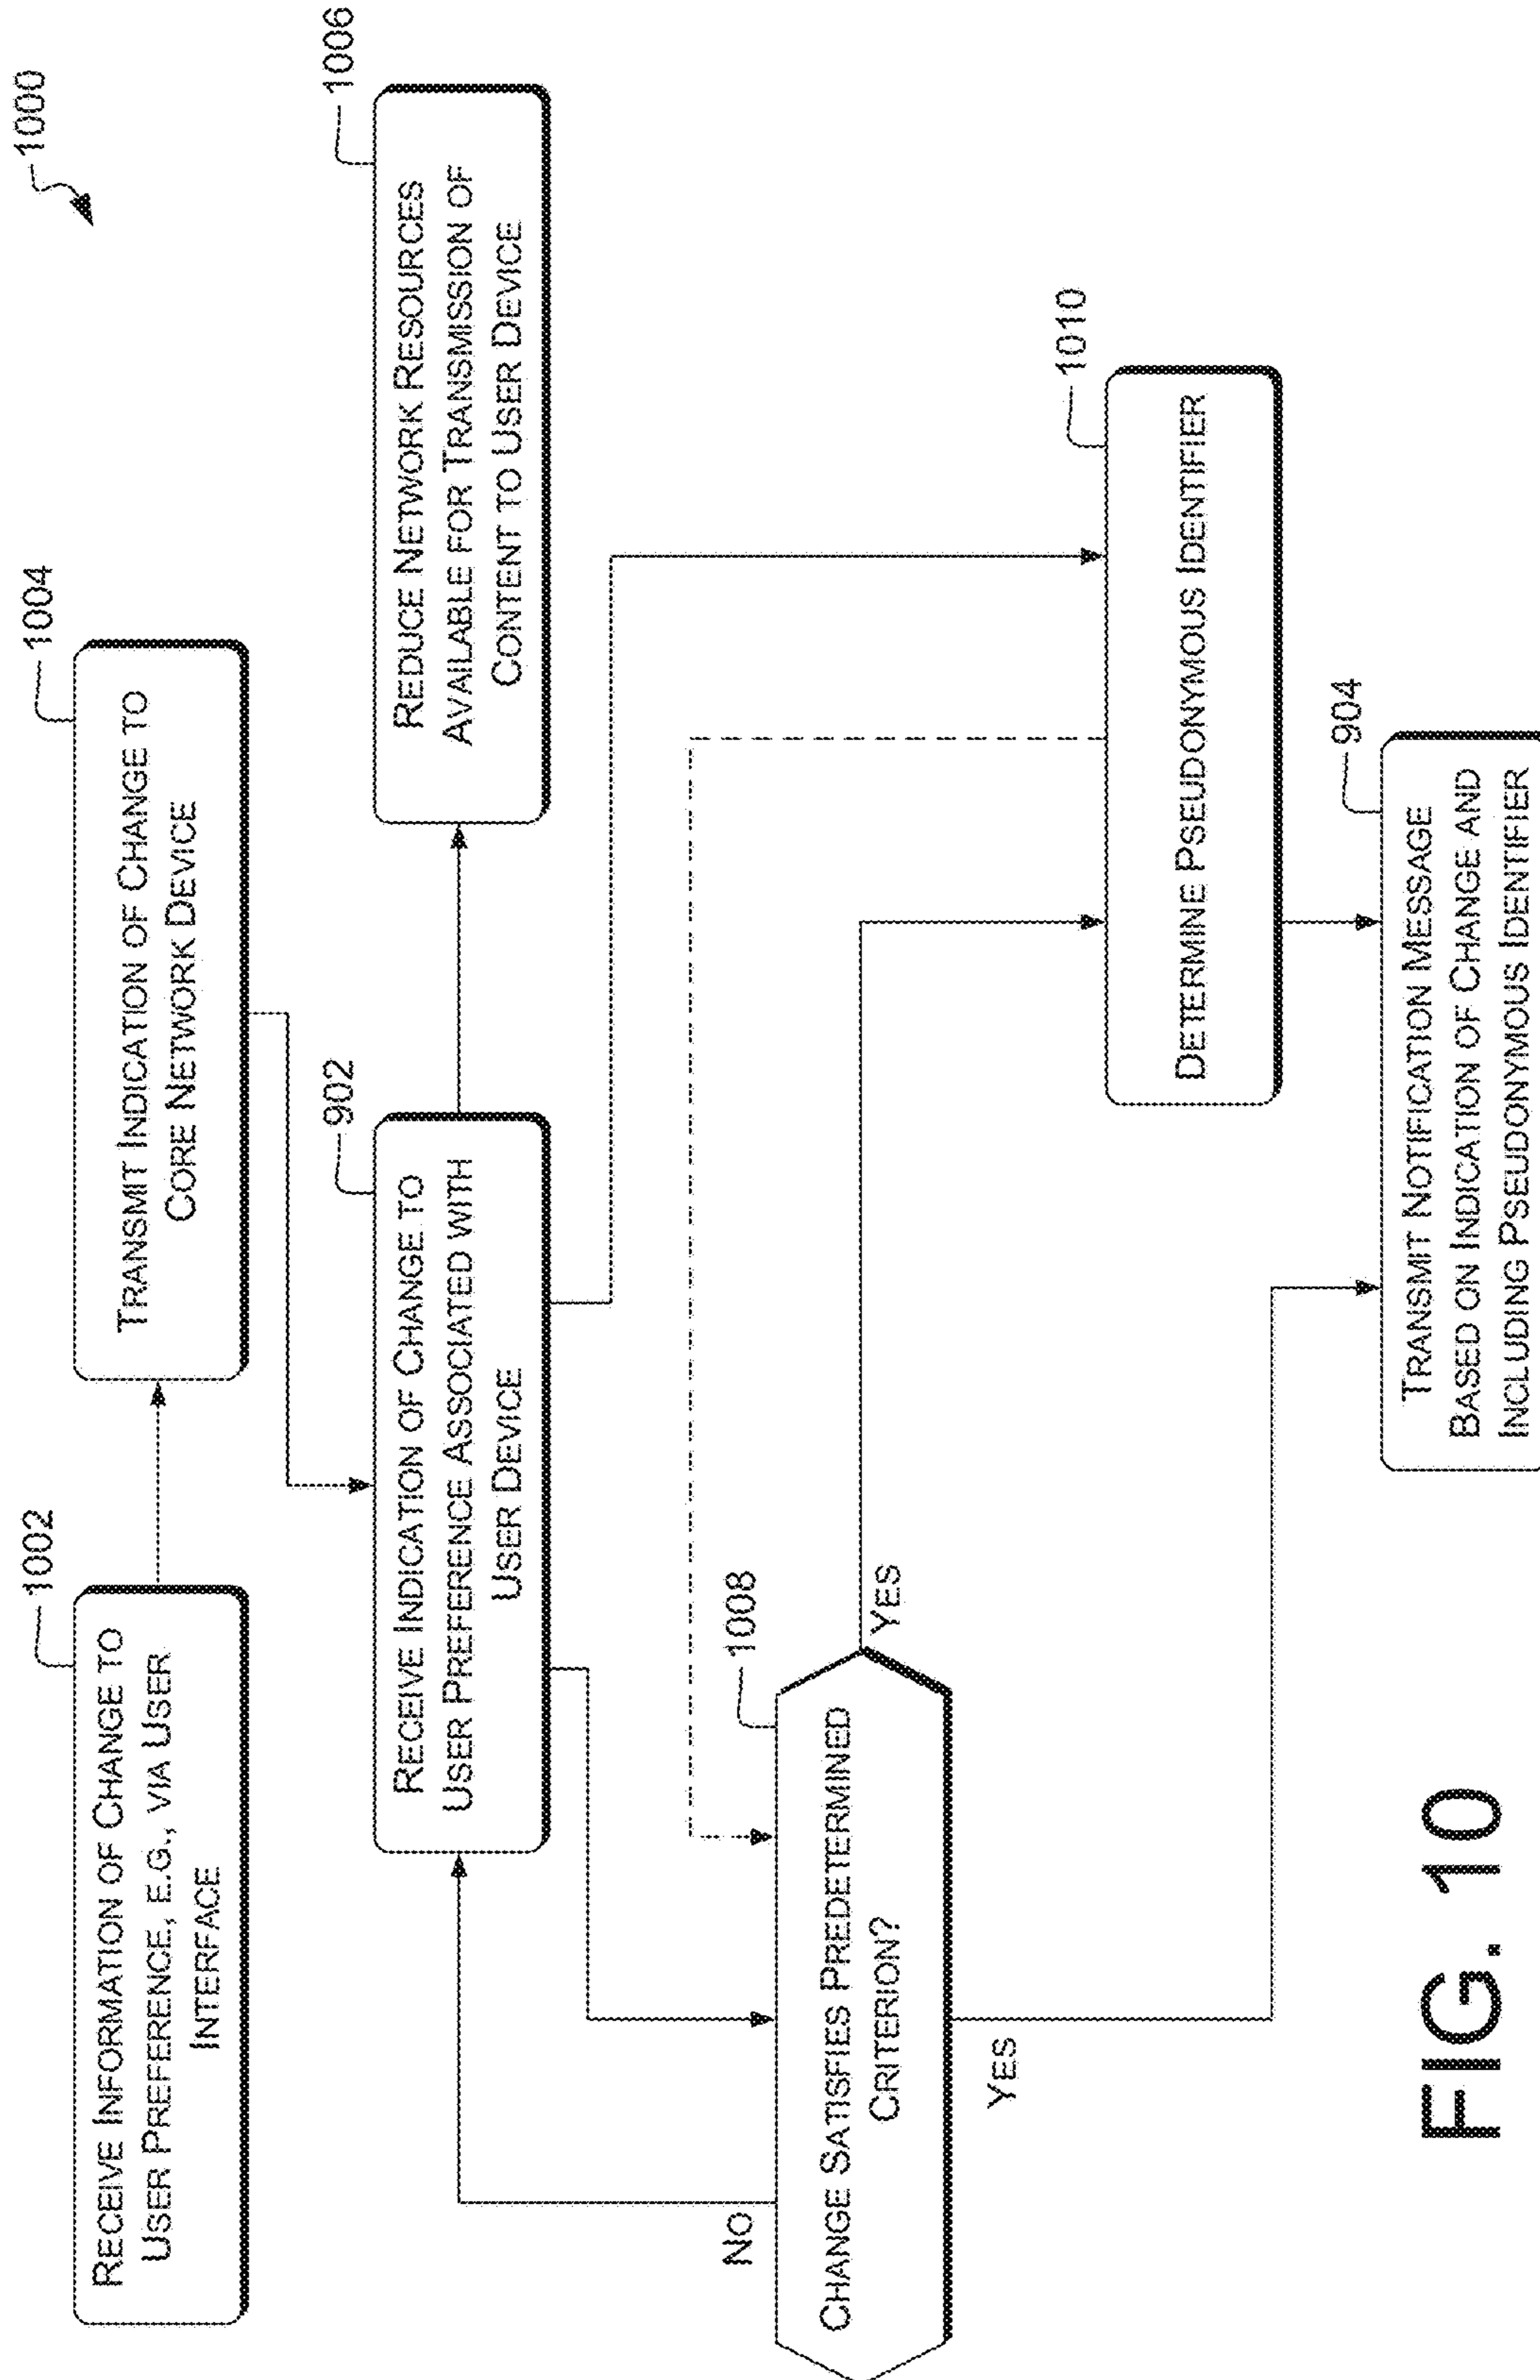 1000
1002
RECEIVE INFORMATION OF CHANGE TO
USER PREFERENCE, E.G., VIA USER
INTERFACE
1004
TRANSMIT INDICATION OF CHANGE TO
CORE NETWORK DEVICE
902
RECEIVE INDICATION OF CHANGE TO
USER PREFERENCE ASSOCIATED WITH
USER DEVICE
1006
REDUCE NETWORK RESOURCES
AVAILABLE FOR TRANSMISSION OF
CONTENT TO USER DEVICE
NO
1008
CHANGE SATISFIES PREDETERMINED
CRITERION?
YES
YES
1010
DETERMINE PSEUDONYMOUS IDENTIFIER
904
TRANSMIT NOTIFICATION MESSAGE
BASED ON INDICATION OF CHANGE AND
INCLUDING PSEUDONYMOUS IDENTIFIER
FIG. 10